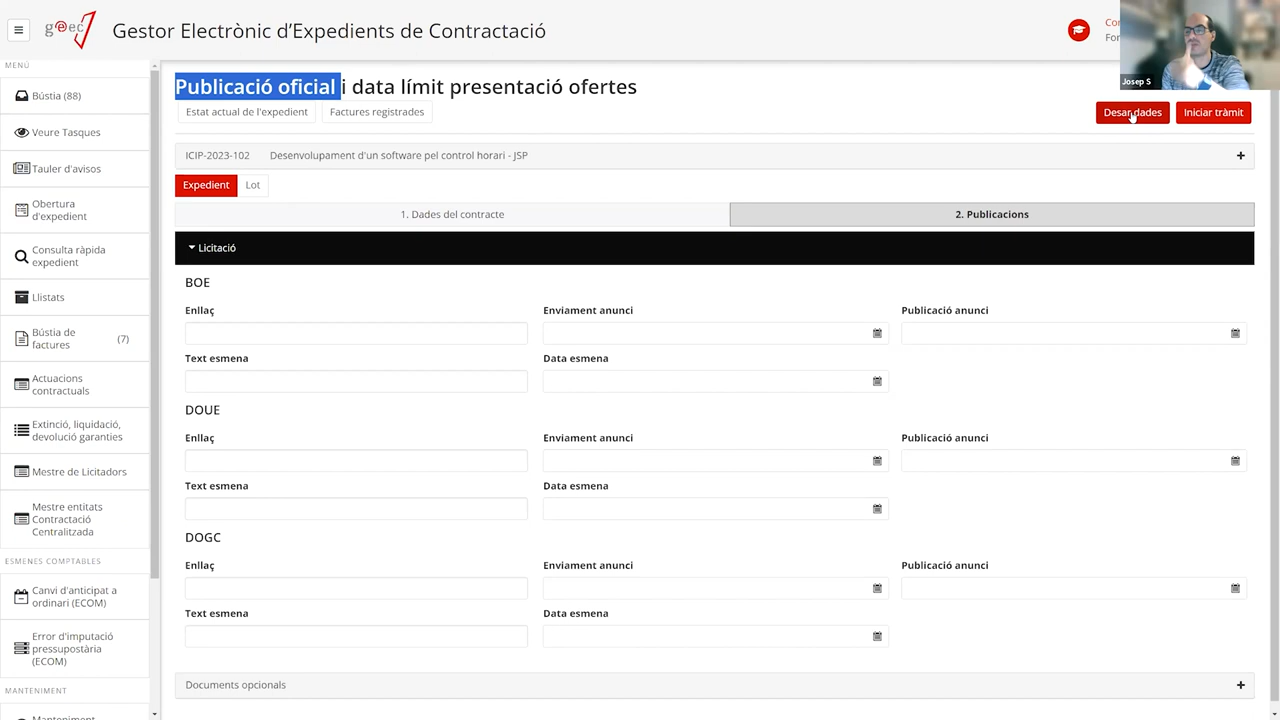 geec
Gestor Electrònic d'Expedients de Contractació
Josep S
MENÚ
Bústia (88)
Veure Tasques
Tauler d'avisos
Obertura
d'expedient
Consulta ràpida
expedient
Llistats
Bústia de
factures
(7)
Actuacions
contractuals
Extinció, liquidació,
devolució garanties
Mestre de Licitadors
Mestre entitats
Contractació
Centralitzada
ESMENES COMPTABLES
Canvi d'anticipat a
ordinari (ECOM)
Error d'imputació
pressupostària
(ECOM)
MANTENIMENT
Publicació oficial i data límit presentació ofertes
Estat actual de l'expedient Factures registrades
Desar dades Iniciar tràmit
ICIP-2023-102 Desenvolupament d'un software pel control horari - JSP
Expedient Lot
1. Dades del contracte 2. Publicacions
Licitació
BOE
Enllaç Enviament anunci Publicació anunci
Text esmena Data esmena
DOUE
Enllaç Enviament anunci Publicació anunci
Text esmena Data esmena
DOGC
Enllaç Enviament anunci Publicació anunci
Text esmena Data esmena
Documents opcionals